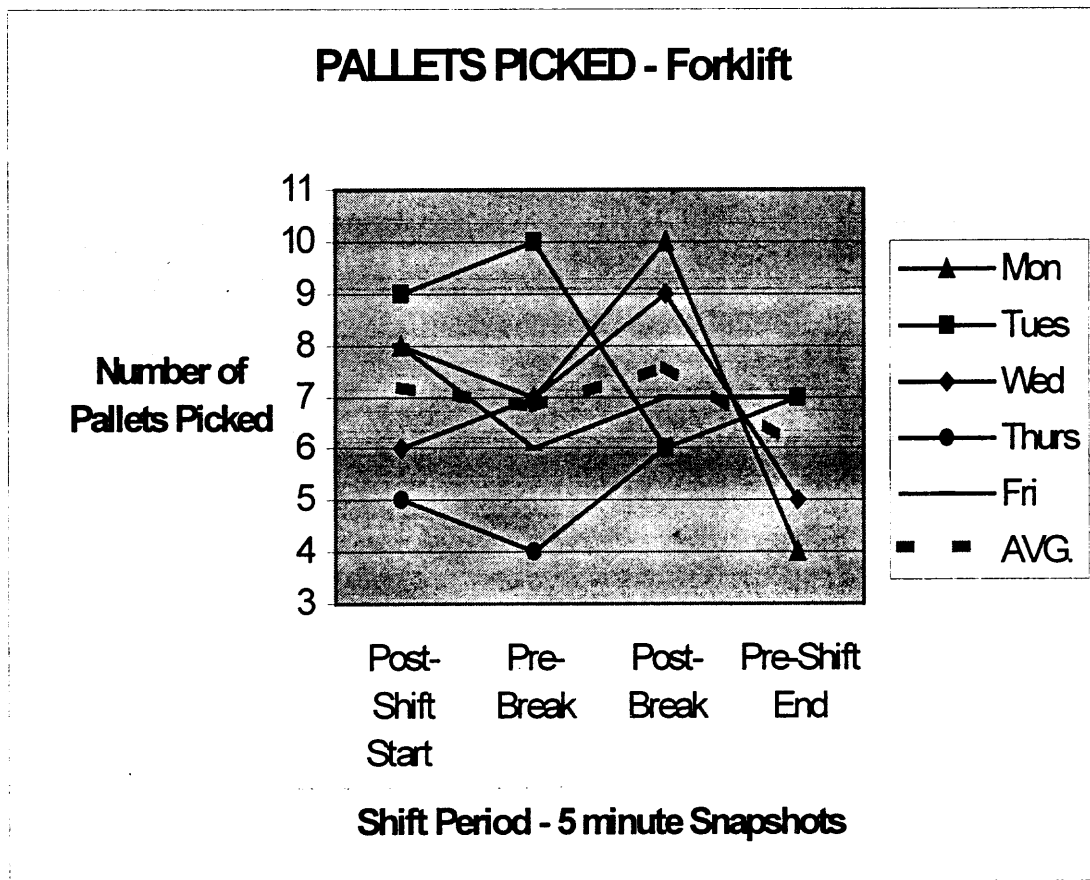 PALLETS PICKED - Forklift
11
10
9
8
7
6
5
4
3
Number of
Pallets Picked
Post-
Shift
Start
Pre-
Break
Post-
Break
Pre-Shift
End
Shift Period - 5 minute Snapshots
Mon
Tues
Wed
Thurs
Fri
AVG.